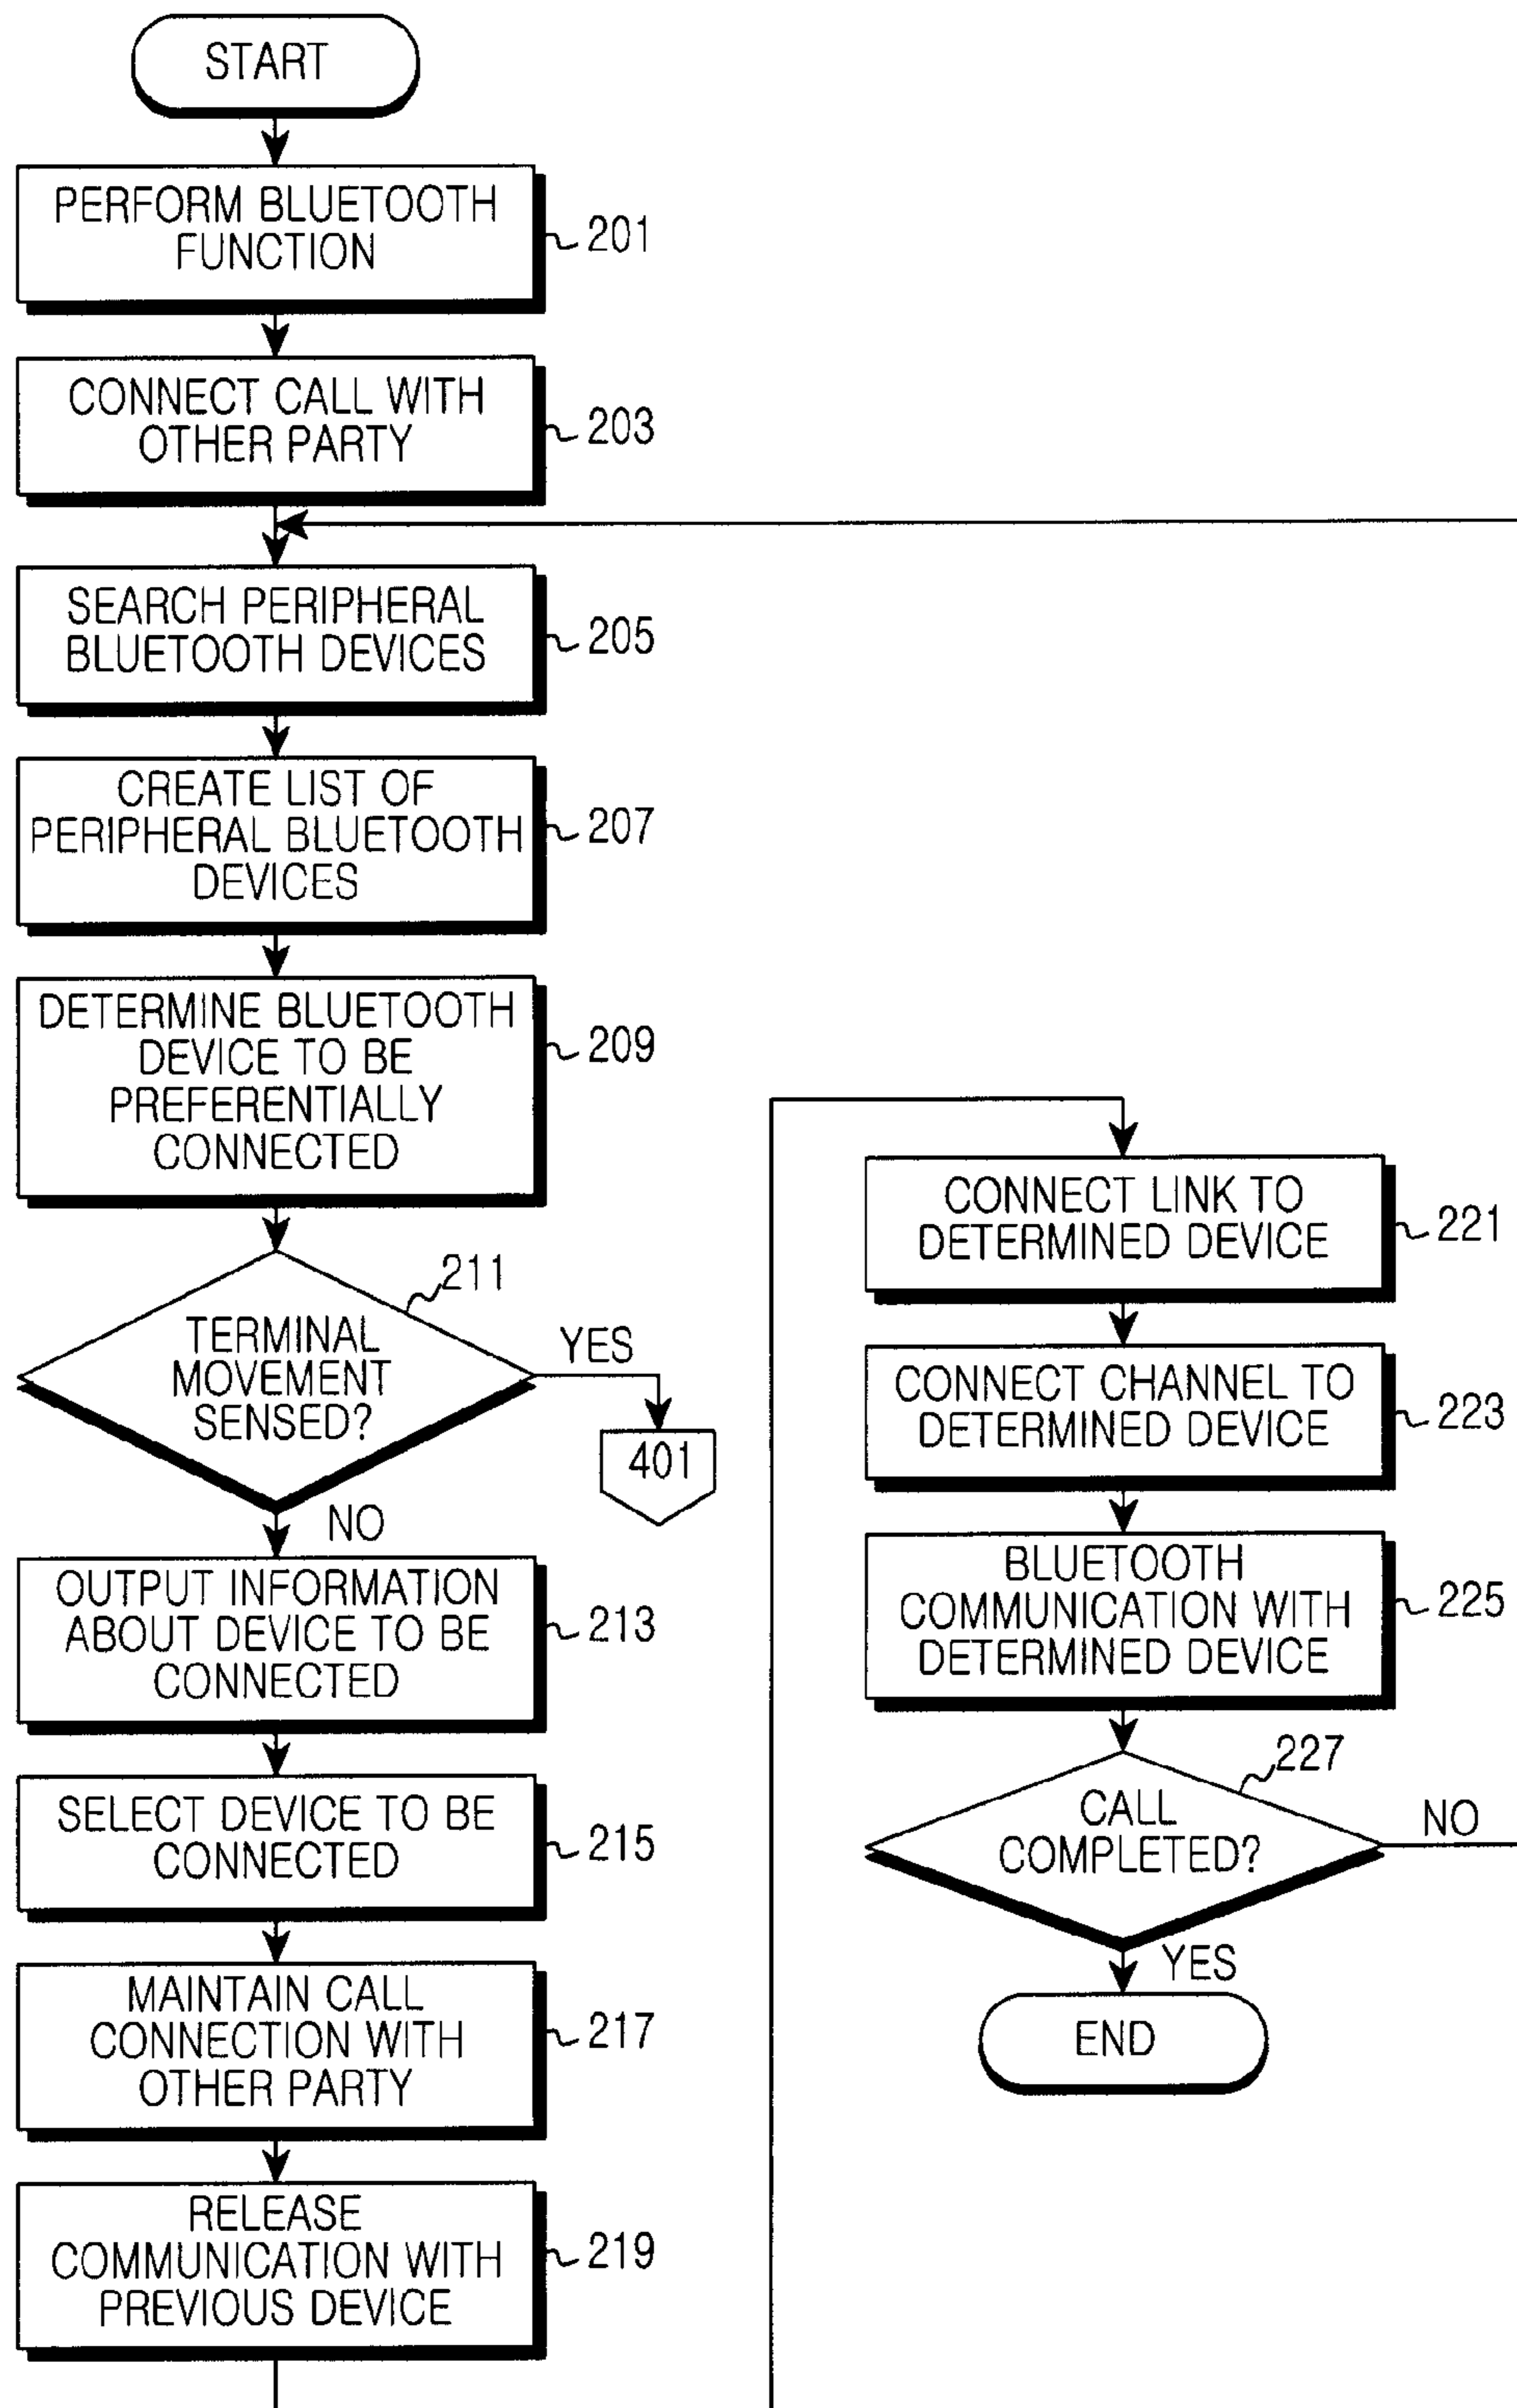 START
PERFORM BLUETOOTH
FUNCTION
201
CONNECT CALL WITH
OTHER PARTY
203
SEARCH PERIPHERAL
BLUETOOTH DEVICES
205
CREATE LIST OF
PERIPHERAL BLUETOOTH
DEVICES
207
DETERMINE BLUETOOTH
DEVICE TO BE
PREFERENTIALLY
CONNECTED
209
211
TERMINAL
MOVEMENT
SENSED?
YES
401
NO
OUTPUT INFORMATION
ABOUT DEVICE TO BE
CONNECTED
213
SELECT DEVICE TO BE
CONNECTED
215
MAINTAIN CALL
CONNECTION WITH
OTHER PARTY
217
RELEASE
COMMUNICATION WITH
PREVIOUS DEVICE
219
CONNECT LINK TO
DETERMINED DEVICE
221
CONNECT CHANNEL TO
DETERMINED DEVICE
223
BLUETOOTH
COMMUNICATION WITH
DETERMINED DEVICE
225
227
CALL
COMPLETED?
NO
YES
END